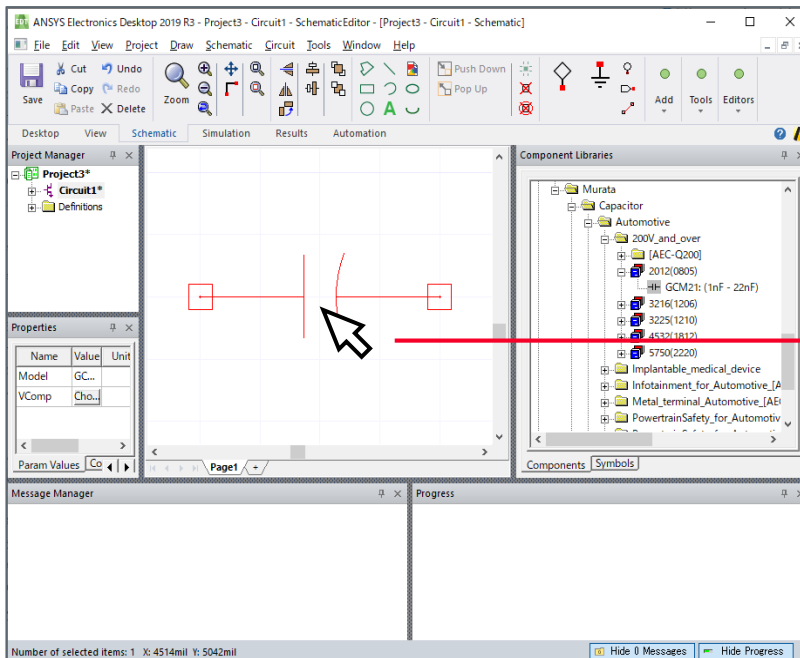 ANSYS Electronics Desktop 2019 R3 - Project3 - Circuit1 - SchematicEditor - [Project3 - Circuit1 - Schematic]
File Edit View Project Draw Schematic Circuit Tools Window Help
Save
Cut
Copy
Paste
Undo
Redo
Delete
Zoom
Push Down
Pop Up
Add
Tools
Editors
Desktop View Schematic Simulation Results Automation
Project Manager
Project3*
Circuit1*
Definitions
Properties
Name Value Unit
Model GC...
VComp Cho...
Param Values Co
Page1 +
Component Libraries
Murata
Capacitor
Automotive
200V_and_over
[AEC-Q200]
2012(0805)
GCM21: (1nF - 22nF)
3216(1206)
3225(1210)
4532(1812)
5750(2220)
Implantable_medical_device
Infotainment_for_Automotive_[A
Metal_terminal_Automotive_[AE
PowertrainSafety_for_Automotiv
Components Symbols
Message Manager
Progress
Number of selected items: 1 X: 4514mil Y: 5042mil
Hide 0 Messages
Hide Progress